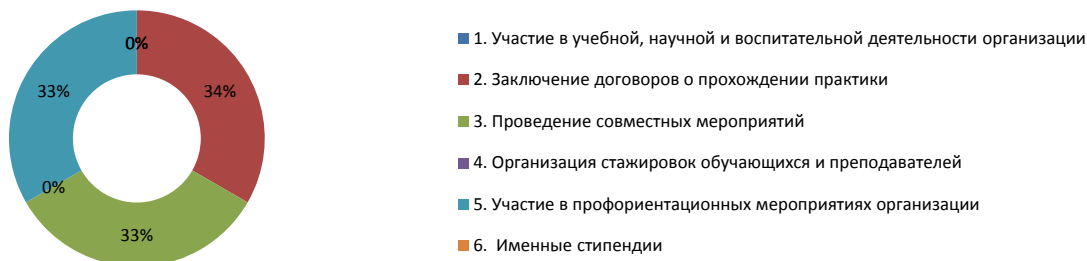 0%
34%
33%
0%
33%
1. Участие в учебной, научной и воспитательной деятельности организации
2. Заключение договоров о прохождении практики
3. Проведение совместных мероприятий
4. Организация стажировок обучающихся и преподавателей
5. Участие в профориентационных мероприятиях организации
6. Именные стипендии